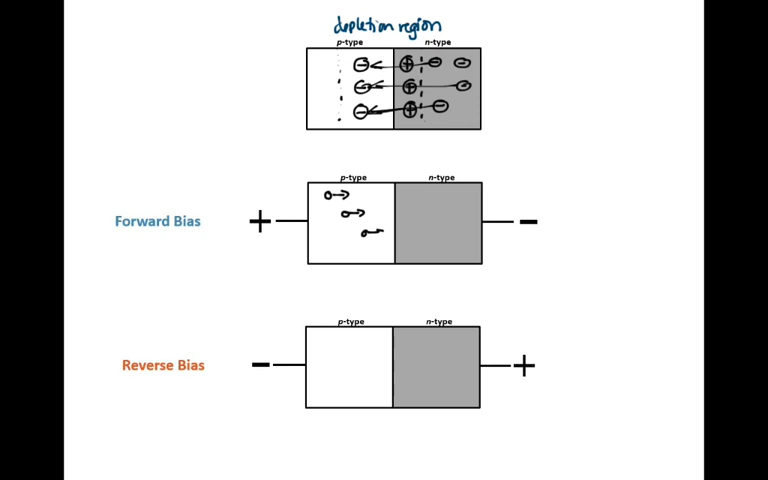 depletion region
p-type n-type
p-type n-type
Forward Bias + −
p-type n-type
Reverse Bias − +